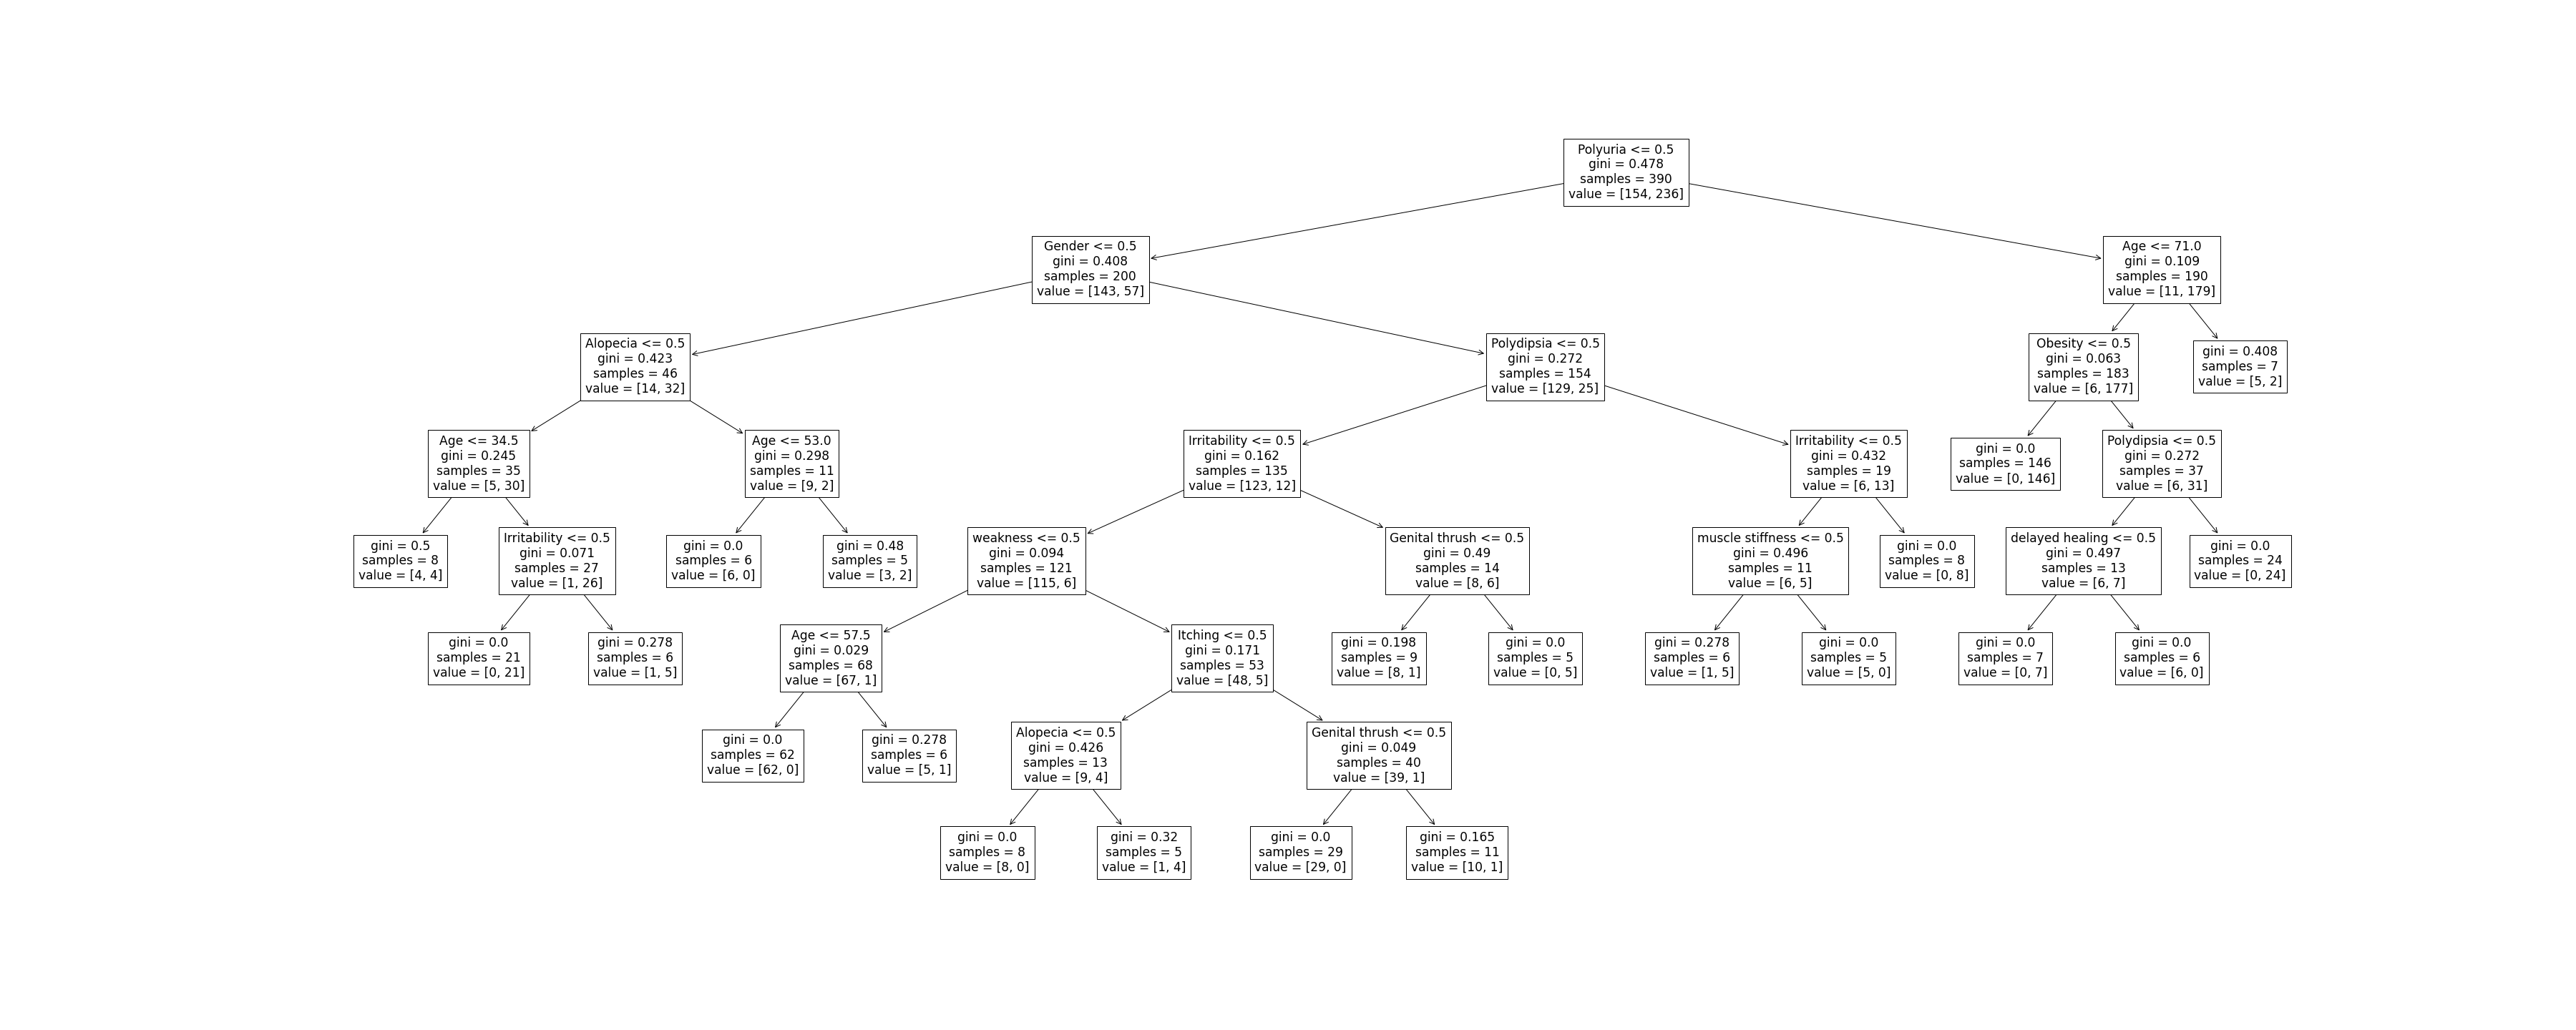 Polyuria <= 0.5
gini = 0.478
samples = 390
value = [154, 236]
Gender <= 0.5
gini = 0.408
samples = 200
value = [143, 57]
Age <= 71.0
gini = 0.109
samples = 190
value = [11, 179]
Alopecia <= 0.5
gini = 0.423
samples = 46
value = [14, 32]
Polydipsia <= 0.5
gini = 0.272
samples = 154
value = [129, 25]
Obesity <= 0.5
gini = 0.063
samples = 183
value = [6, 177]
gini = 0.408
samples = 7
value = [5, 2]
Age <= 34.5
gini = 0.245
samples = 35
value = [5, 30]
Age <= 53.0
gini = 0.298
samples = 11
value = [9, 2]
Irritability <= 0.5
gini = 0.162
samples = 135
value = [123, 12]
Irritability <= 0.5
gini = 0.432
samples = 19
value = [6, 13]
gini = 0.0
samples = 146
value = [0, 146]
Polydipsia <= 0.5
gini = 0.272
samples = 37
value = [6, 31]
gini = 0.5
samples = 8
value = [4, 4]
Irritability <= 0.5
gini = 0.071
samples = 27
value = [1, 26]
gini = 0.0
samples = 6
value = [6, 0]
gini = 0.48
samples = 5
value = [3, 2]
weakness <= 0.5
gini = 0.094
samples = 121
value = [115, 6]
Genital thrush <= 0.5
gini = 0.49
samples = 14
value = [8, 6]
muscle stiffness <= 0.5
gini = 0.496
samples = 11
value = [6, 5]
gini = 0.0
samples = 8
value = [0, 8]
delayed healing <= 0.5
gini = 0.497
samples = 13
value = [6, 7]
gini = 0.0
samples = 24
value = [0, 24]
gini = 0.0
samples = 21
value = [0, 21]
gini = 0.278
samples = 6
value = [1, 5]
Age <= 57.5
gini = 0.029
samples = 68
value = [67, 1]
Itching <= 0.5
gini = 0.171
samples = 53
value = [48, 5]
gini = 0.198
samples = 9
value = [8, 1]
gini = 0.0
samples = 5
value = [0, 5]
gini = 0.278
samples = 6
value = [1, 5]
gini = 0.0
samples = 5
value = [5, 0]
gini = 0.0
samples = 7
value = [0, 7]
gini = 0.0
samples = 6
value = [6, 0]
gini = 0.0
samples = 62
value = [62, 0]
gini = 0.278
samples = 6
value = [5, 1]
Alopecia <= 0.5
gini = 0.426
samples = 13
value = [9, 4]
Genital thrush <= 0.5
gini = 0.049
samples = 40
value = [39, 1]
gini = 0.0
samples = 8
value = [8, 0]
gini = 0.32
samples = 5
value = [1, 4]
gini = 0.0
samples = 29
value = [29, 0]
gini = 0.165
samples = 11
value = [10, 1]